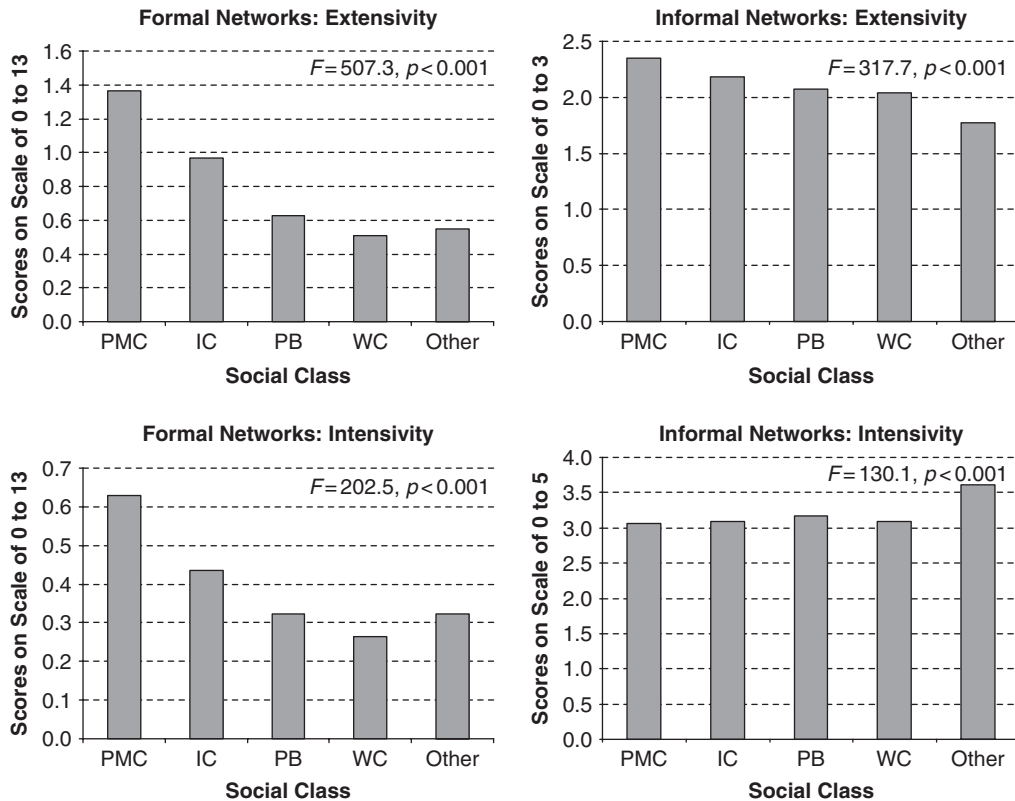 Formal Networks: Extensivity
Scores on Scale of 0 to 13
1.6
1.4
1.2
1.0
0.8
0.6
0.4
0.2
0.0
F=507.3, p<0.001
PMC IC PB WC Other
Social Class
Informal Networks: Extensivity
Scores on Scale of 0 to 3
2.5
2.0
1.5
1.0
0.5
0.0
F=317.7, p<0.001
PMC IC PB WC Other
Social Class
Formal Networks: Intensivity
Scores on Scale of 0 to 13
0.7
0.6
0.5
0.4
0.3
0.2
0.1
0.0
F=202.5, p<0.001
PMC IC PB WC Other
Social Class
Informal Networks: Intensivity
Scores on Scale of 0 to 5
4.0
3.5
3.0
2.5
2.0
1.5
1.0
0.5
0.0
F=130.1, p<0.001
PMC IC PB WC Other
Social Class